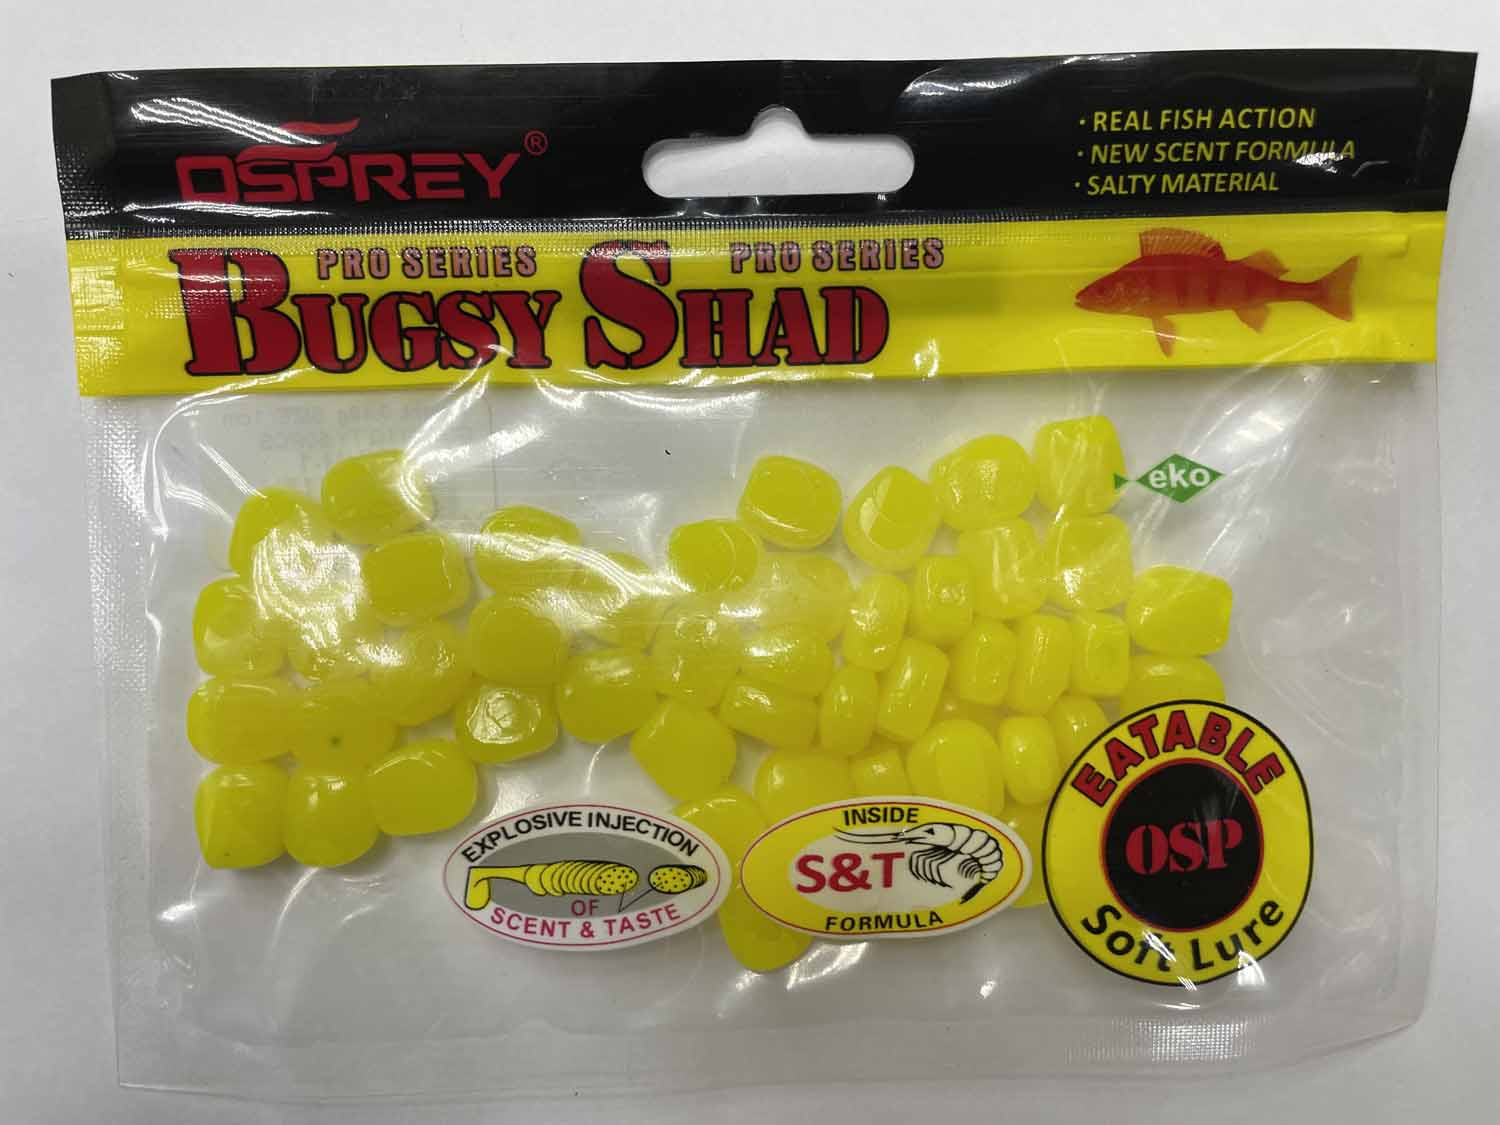 OSPREY®
· REAL FISH ACTION
· NEW SCENT FORMULA
· SALTY MATERIAL
PRO SERIES PRO SERIES
BUGSY SHAD
eko
EXPLOSIVE INJECTION
OF
SCENT & TASTE
INSIDE
S&T
FORMULA
EATABLE
OSP
Soft Lure